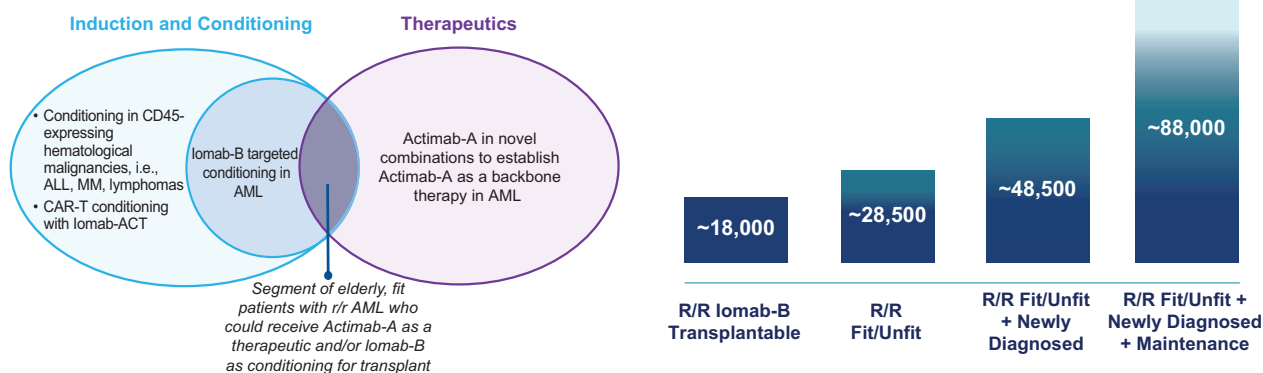 Induction and Conditioning
Therapeutics
• Conditioning in CD45-
expressing
hematological
malignancies, i.e.,
ALL, MM, lymphomas
• CAR-T conditioning
with Iomab-ACT
Iomab-B targeted
conditioning in
AML
Actimab-A in novel
combinations to establish
Actimab-A as a backbone
therapy in AML
Segment of elderly, fit
patients with r/r AML who
could receive Actimab-A as a
therapeutic and/or Iomab-B
as conditioning for transplant
~18,000
~28,500
~48,500
~88,000
R/R Iomab-B
Transplantable
R/R
Fit/Unfit
R/R Fit/Unfit
+ Newly
Diagnosed
R/R Fit/Unfit +
Newly Diagnosed
+ Maintenance